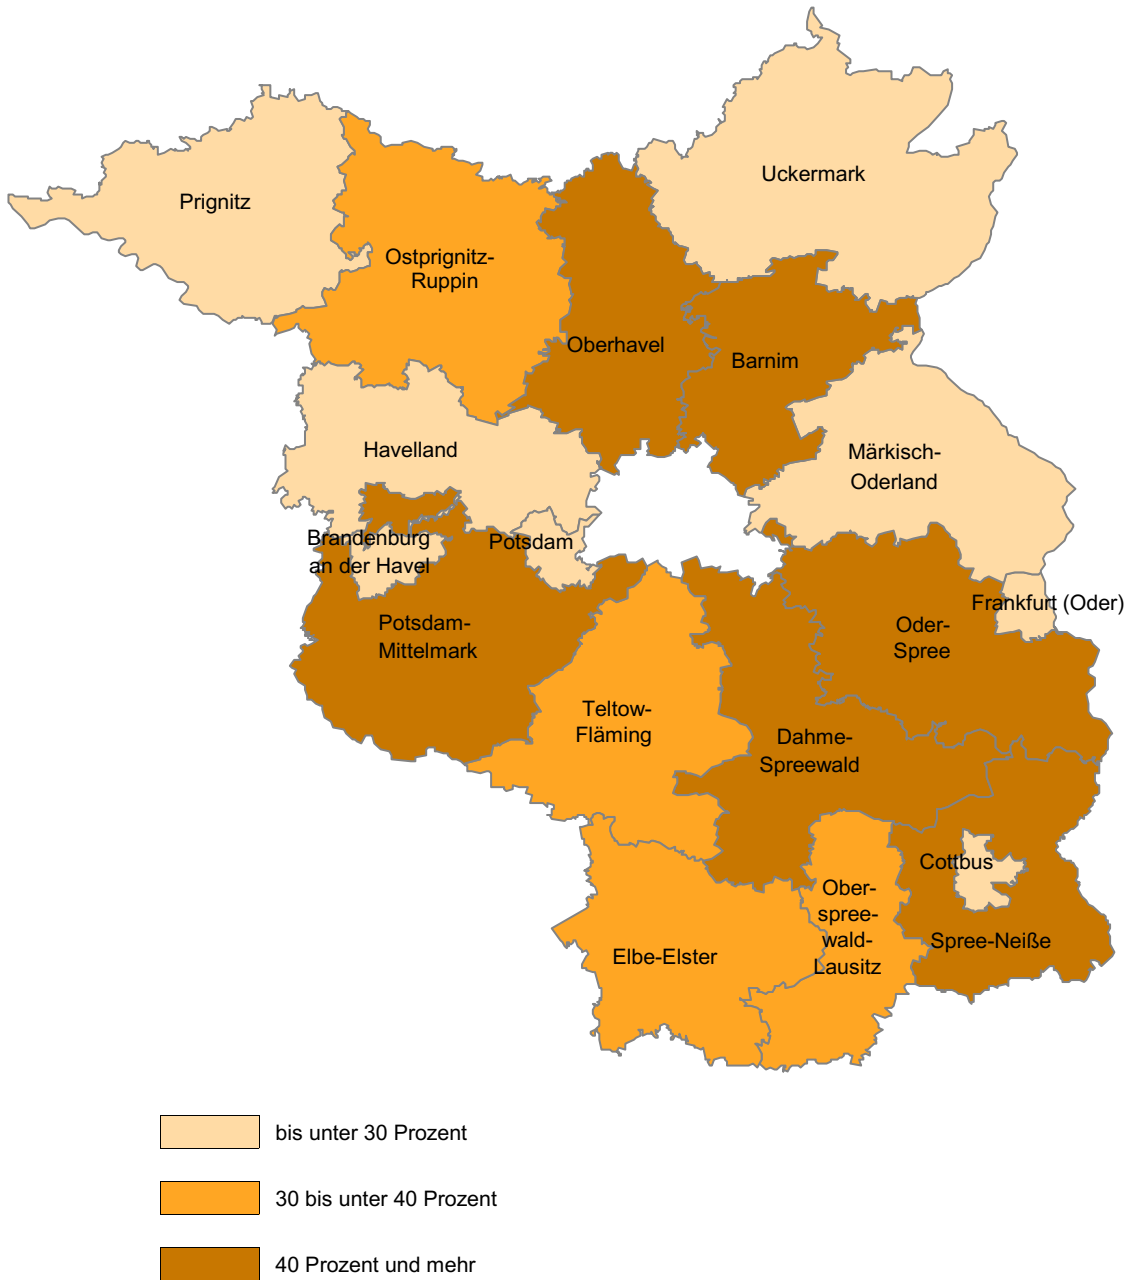 Uckermark
Prignitz
Ostprignitz-
Ruppin
Oberhavel
Barnim
Havelland
Märkisch-
Oderland
Brandenburg
an der Havel
Potsdam
Frankfurt (Oder)
Potsdam-
Mittelmark
Oder-
Spree
Teltow-
Fläming
Dahme-
Spreewald
Cottbus
Ober-
spree-
wald-
Lausitz
Spree-Neiße
Elbe-Elster
bis unter 30 Prozent
30 bis unter 40 Prozent
40 Prozent und mehr